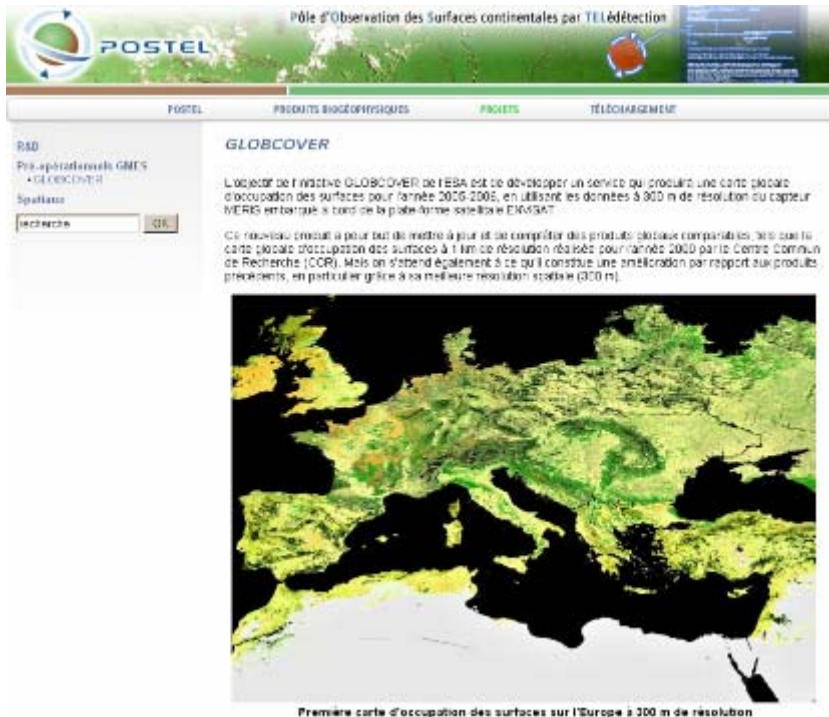 Pôle d'Observation des Surfaces continentales par TELédétection
POSTEL
POSTEL PRODUITS BIOGÉOPHYSIQUES PROJETS TÉLÉCHARGEMENT
R&D
Pré-opérationnels GMES
• GLOBCOVER
Spatiaux
recherche OK
GLOBCOVER
L'objectif de l'initiative GLOBCOVER de l'ESA est de développer un service qui produira une carte globale
d'occupation des surfaces pour l'année 2005-2006, en utilisant les données à 300 m de résolution du capteur
MERIS embarqué à bord de la plate-forme satellitale ENVISAT.
Ce nouveau produit a pour but de mettre à jour et de compléter des produits globaux comparables, tels que la
carte globale d'occupation des surfaces à 1 km de résolution réalisée pour l'année 2000 par le Centre Commun
de Recherche (CCR). Mais on s'attend également à ce qu'il constitue une amélioration par rapport aux produits
précédents, en particulier grâce à sa meilleure résolution spatiale (300 m).
Première carte d'occupation des surfaces sur l'Europe à 300 m de résolution